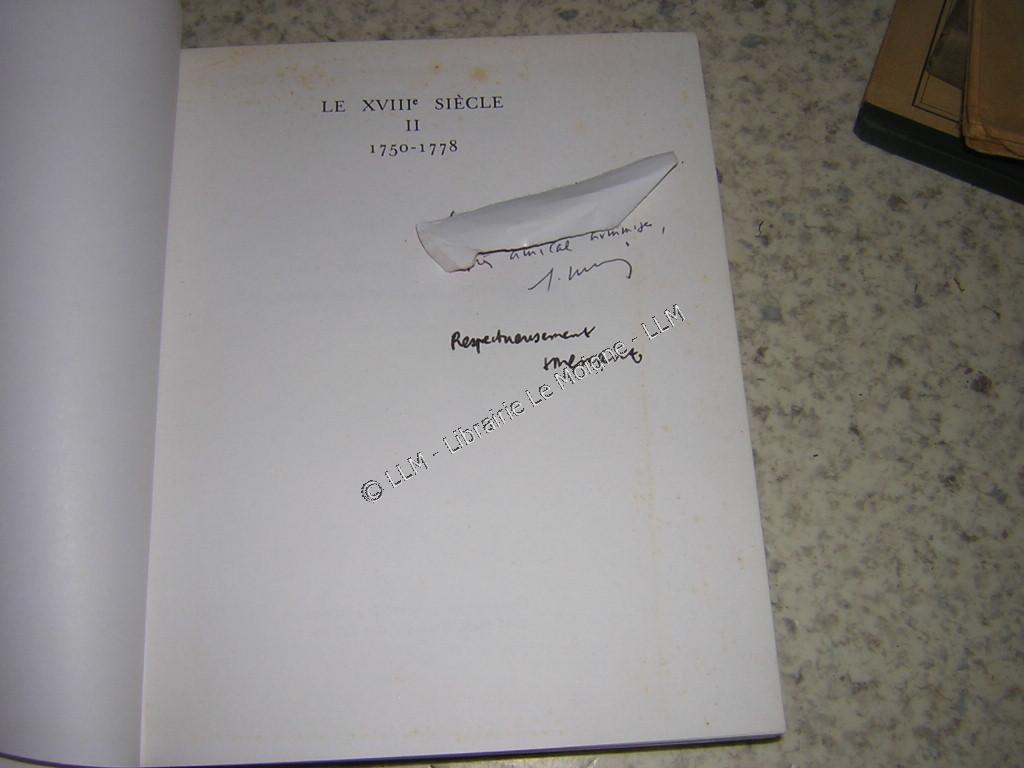 LE XVIIIe SIÈCLE
II
1750-1778
amical hommage,
Respectueusement
© LLM - Librairie Le Moigne - LLM